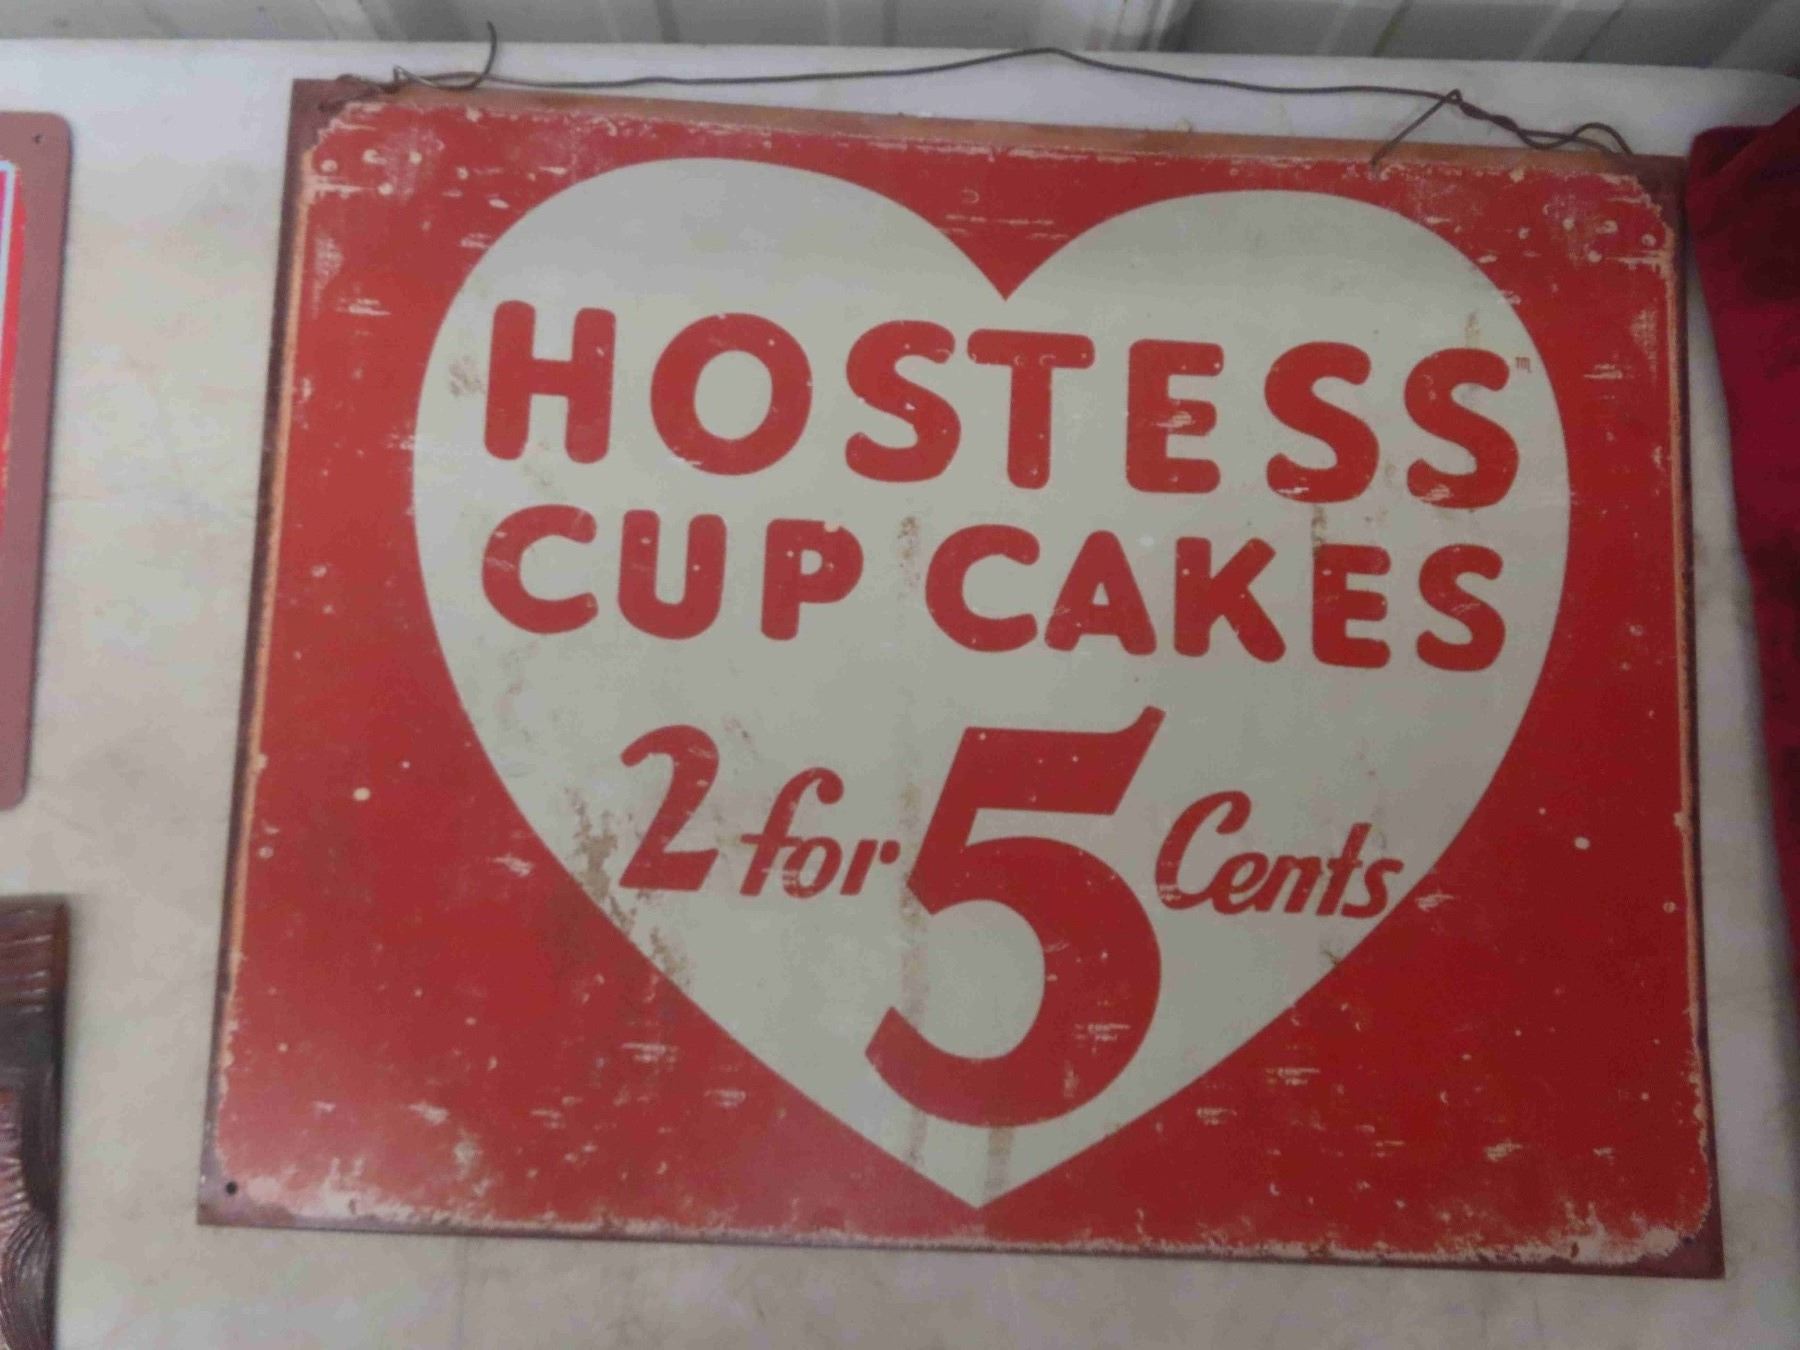 HOSTESS™
CUP CAKES
2 for 5 Cents